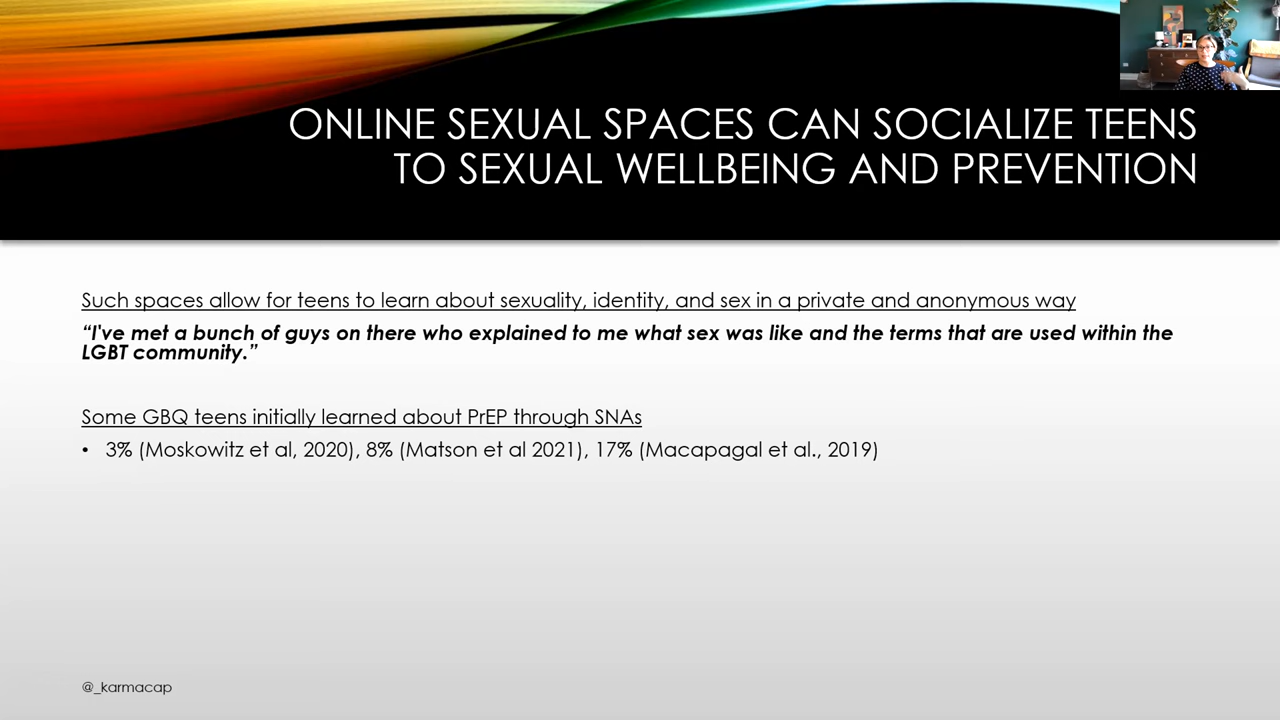 ONLINE SEXUAL SPACES CAN SOCIALIZE TEENS
TO SEXUAL WELLBEING AND PREVENTION
Such spaces allow for teens to learn about sexuality, identity, and sex in a private and anonymous way
“I've met a bunch of guys on there who explained to me what sex was like and the terms that are used within the
LGBT community.”
Some GBQ teens initially learned about PrEP through SNAs
• 3% (Moskowitz et al, 2020), 8% (Matson et al 2021), 17% (Macapagal et al., 2019)
@_karmacap